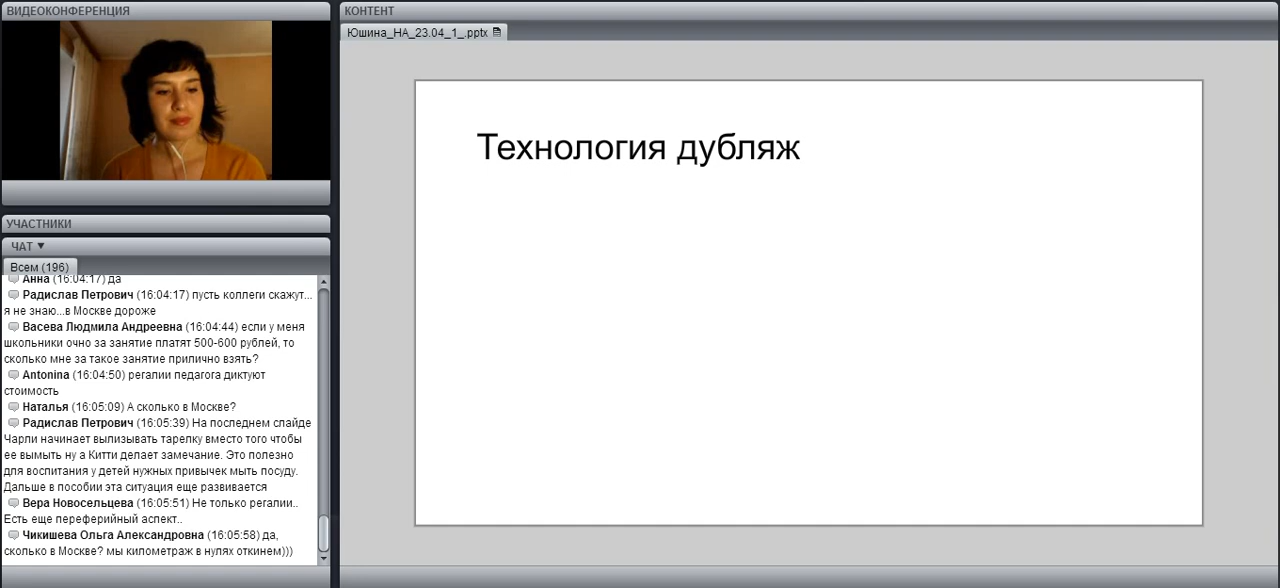 ВИДЕОКОНФЕРЕНЦИЯ
УЧАСТНИКИ
ЧАТ
Всем (196)
Анна (16:04:17) да
Радислав Петрович (16:04:17) пусть коллеги скажут...
я не знаю...в Москве дороже
Васева Людмила Андреевна (16:04:44) если у меня
школьники очно за занятие платят 500-600 рублей, то
сколько мне за такое занятие прилично взять?
Antonina (16:04:50) регалии педагога диктуют
стоимость
Наталья (16:05:09) А сколько в Москве?
Радислав Петрович (16:05:39) На последнем слайде
Чарли начинает вылизывать тарелку вместо того чтобы
ее вымыть ну а Китти делает замечание. Это полезно
для воспитания у детей нужных привычек мыть посуду.
Дальше в пособии эта ситуация еще развивается
Вера Новосельцева (16:05:51) Не только регалии..
Есть еще переферийный аспект..
Чикишева Ольга Александровна (16:05:58) да,
сколько в Москве? мы километраж в нулях откинем)))
КОНТЕНТ
Юшина_НА_23.04_1_.pptx
Технология дубляж